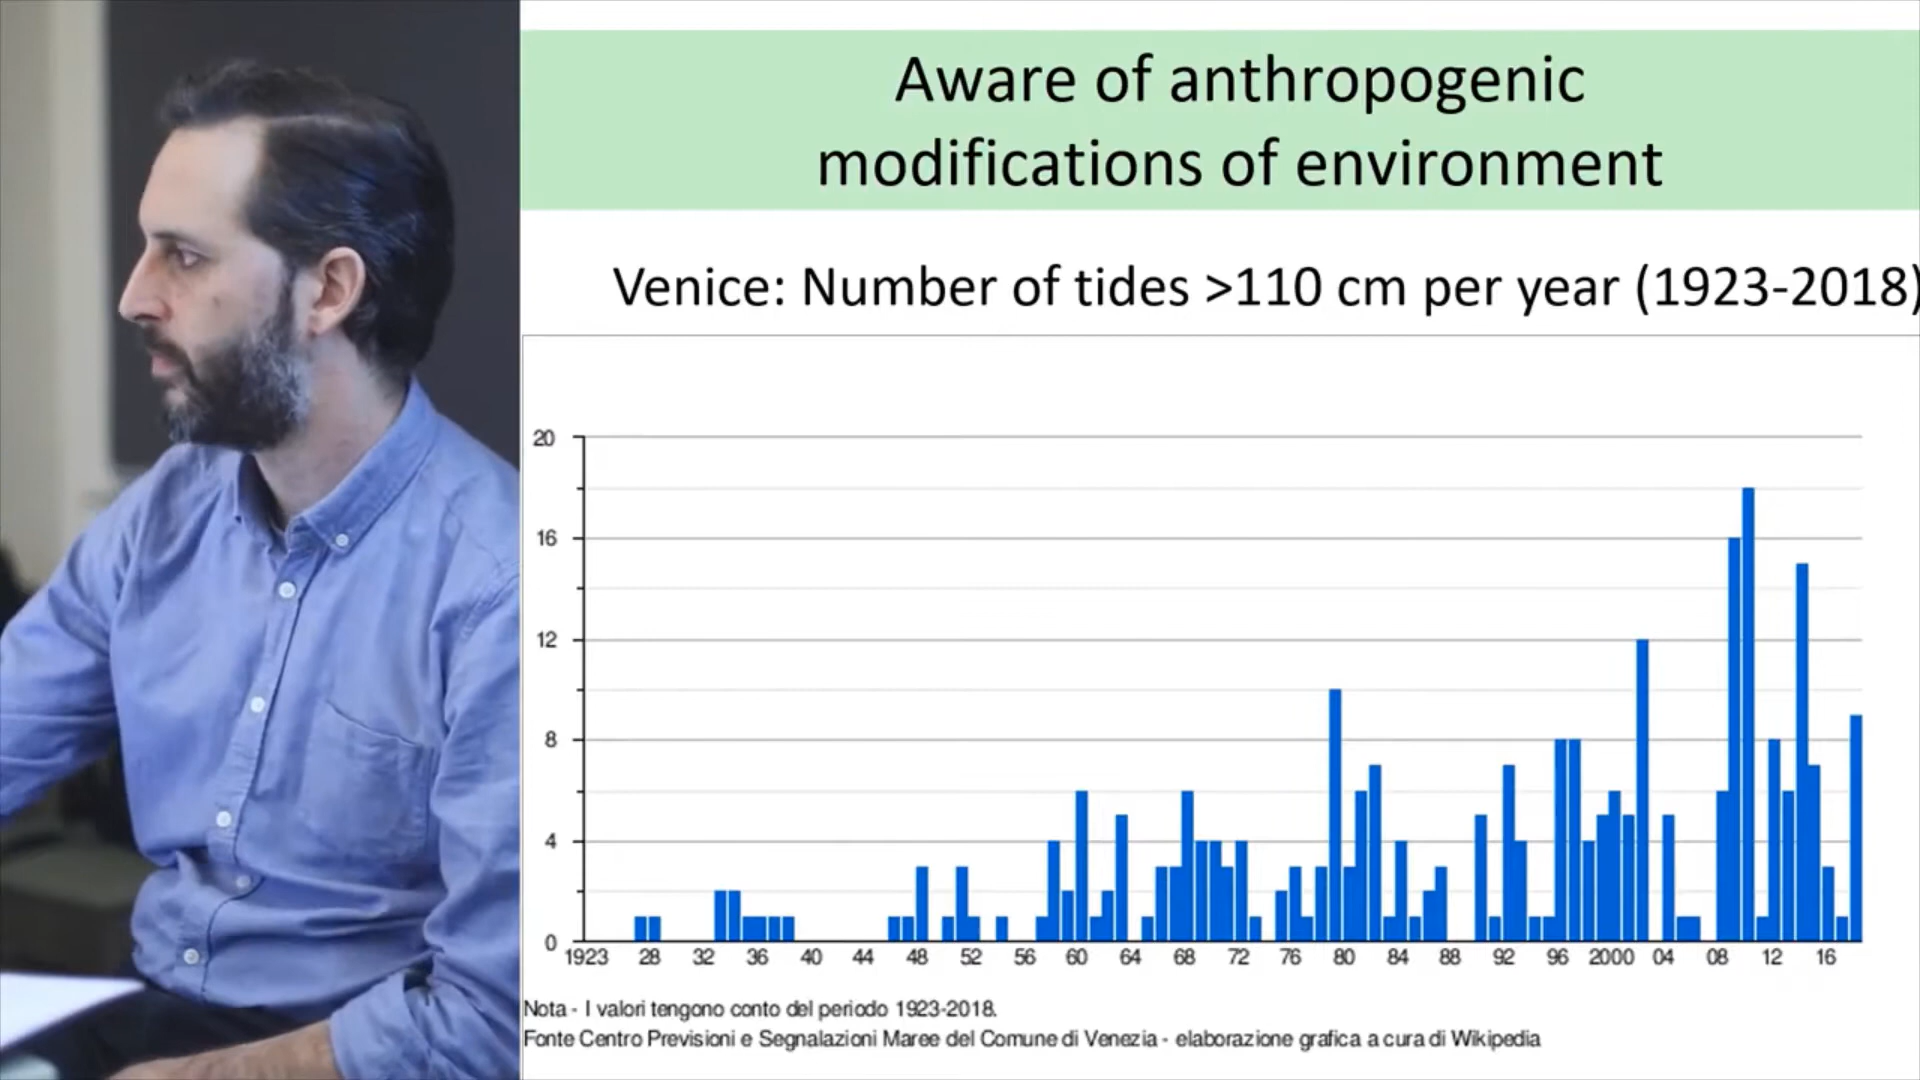 Aware of anthropogenic
modifications of environment
Venice: Number of tides >110 cm per year (1923-2018)
20
16
12
8
4
0
1923 28 32 36 40 44 48 52 56 60 64 68 72 76 80 84 88 92 96 2000 04 08 12 16
Nota - I valori tengono conto del periodo 1923-2018.
Fonte Centro Previsioni e Segnalazioni Maree del Comune di Venezia - elaborazione grafica a cura di Wikipedia